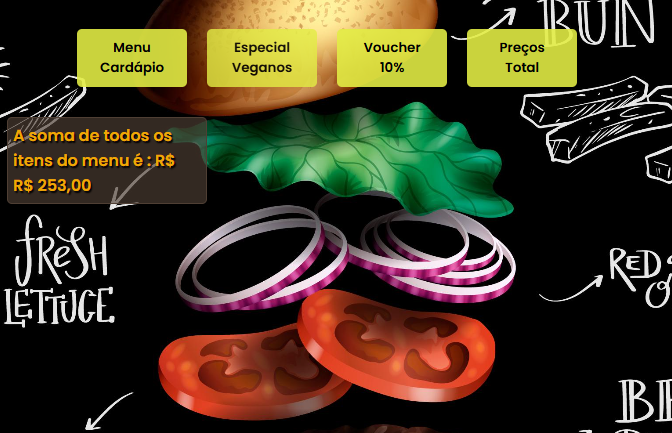 BUN
Menu
Cardápio
Especial
Veganos
Voucher
10%
Preços
Total
A soma de todos os
itens do menu é : R$
R$ 253,00
fresh
LETTUCE.
RED